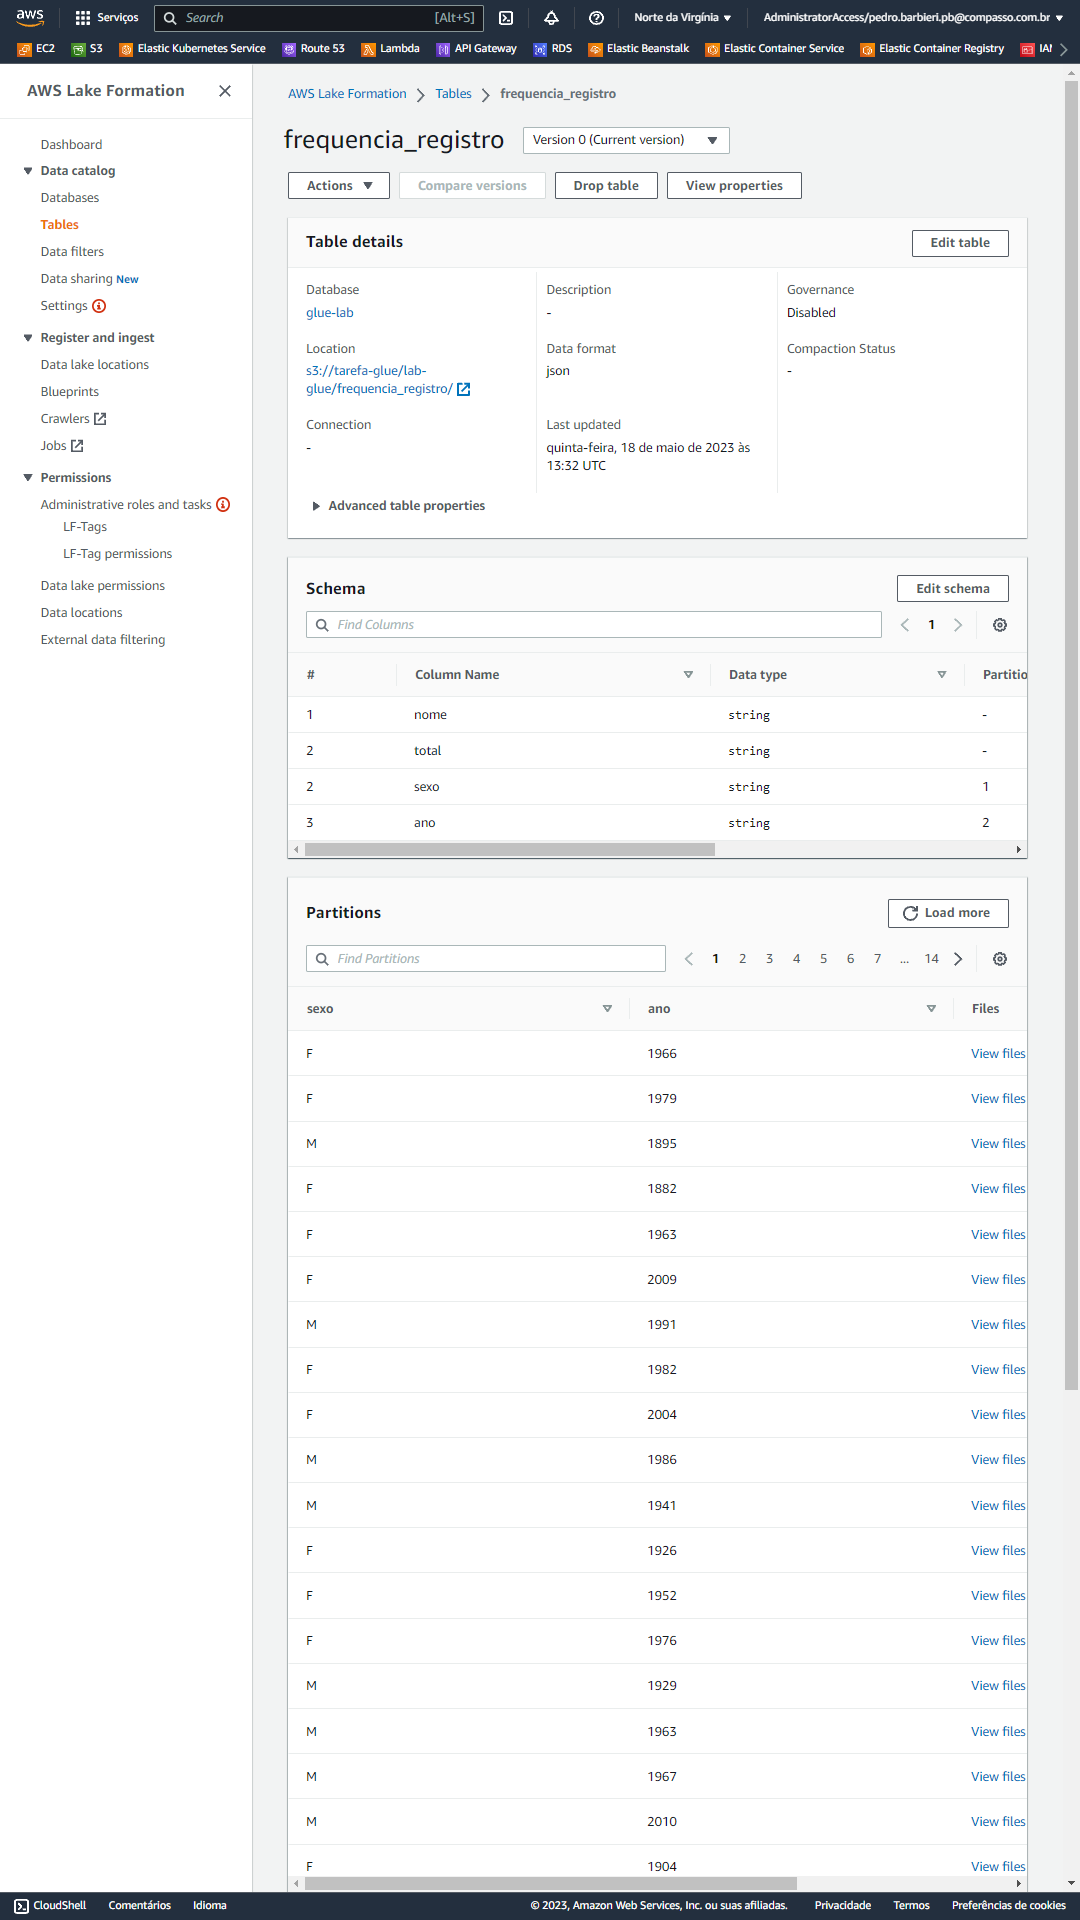 aws Serviços Search [Alt+S] Norte da Virgínia AdministratorAccess/pedro.barbieri.pb@compasso.com.br
EC2 S3 Elastic Kubernetes Service Route 53 Lambda API Gateway RDS Elastic Beanstalk Elastic Container Service Elastic Container Registry
AWS Lake Formation
Dashboard
Data catalog
Databases
Tables
Data filters
Data sharing New
Settings
Register and ingest
Data lake locations
Blueprints
Crawlers
Jobs
Permissions
Administrative roles and tasks
LF-Tags
LF-Tag permissions
Data lake permissions
Data locations
External data filtering
AWS Lake Formation Tables frequencia_registro
frequencia_registro Version 0 (Current version)
Actions Compare versions Drop table View properties
Table details Edit table
Database
glue-lab
Location
s3://tarefa-glue/lab-
glue/frequencia_registro/
Connection
-
Description
-
Data format
json
Last updated
quinta-feira, 18 de maio de 2023 às
13:32 UTC
Governance
Disabled
Compaction Status
-
Advanced table properties
Schema Edit schema
Find Columns 1
# Column Name Data type Partitio
1 nome string -
2 total string -
2 sexo string 1
3 ano string 2
Partitions Load more
Find Partitions 1 2 3 4 5 6 7 ... 14
sexo ano Files
F 1966 View files
F 1979 View files
M 1895 View files
F 1882 View files
F 1963 View files
F 2009 View files
M 1991 View files
F 1982 View files
F 2004 View files
M 1986 View files
M 1941 View files
F 1926 View files
F 1952 View files
F 1976 View files
M 1929 View files
M 1963 View files
M 1967 View files
M 2010 View files
F 1904 View files
CloudShell Comentários Idioma © 2023, Amazon Web Services, Inc. ou suas afiliadas. Privacidade Termos Preferências de cookies